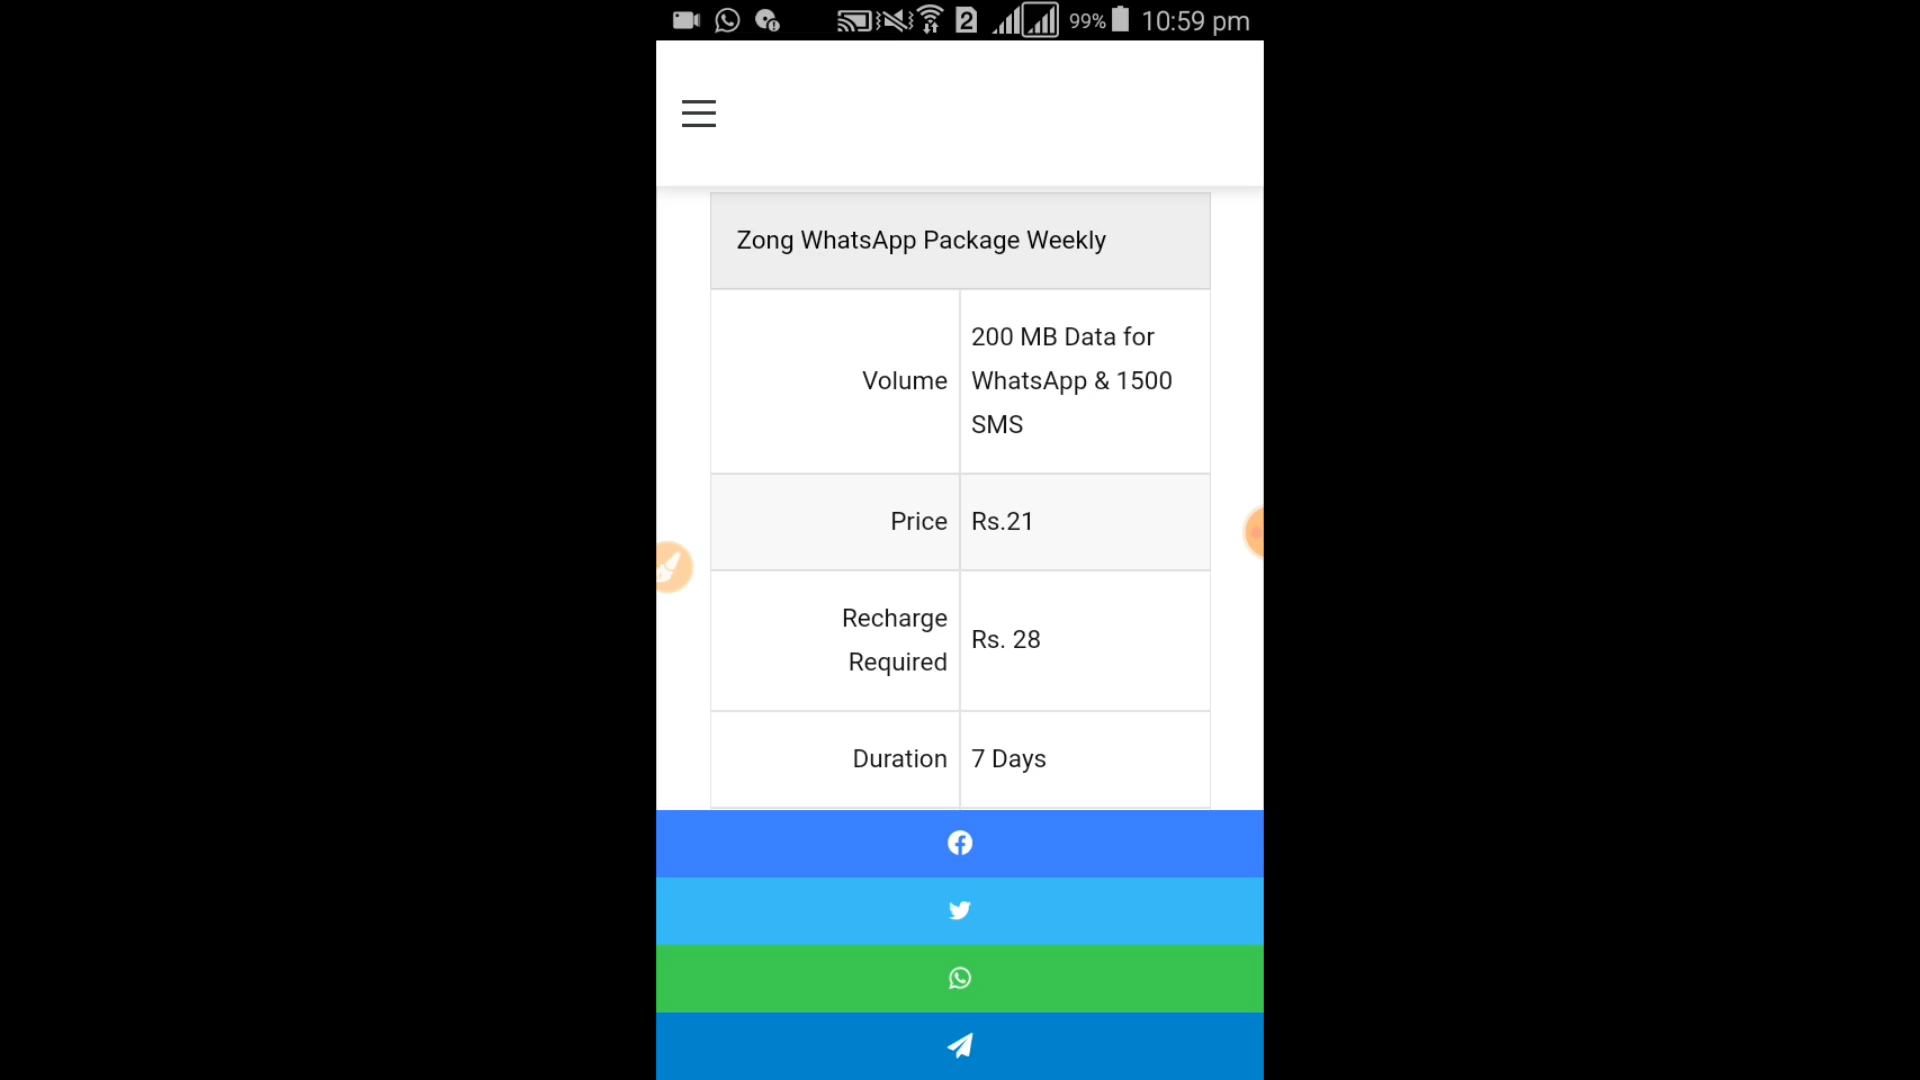 2 99% 10:59 pm
Zong WhatsApp Package Weekly
Volume
200 MB Data for
WhatsApp & 1500
SMS
Price
Rs.21
Recharge
Required
Rs. 28
Duration
7 Days